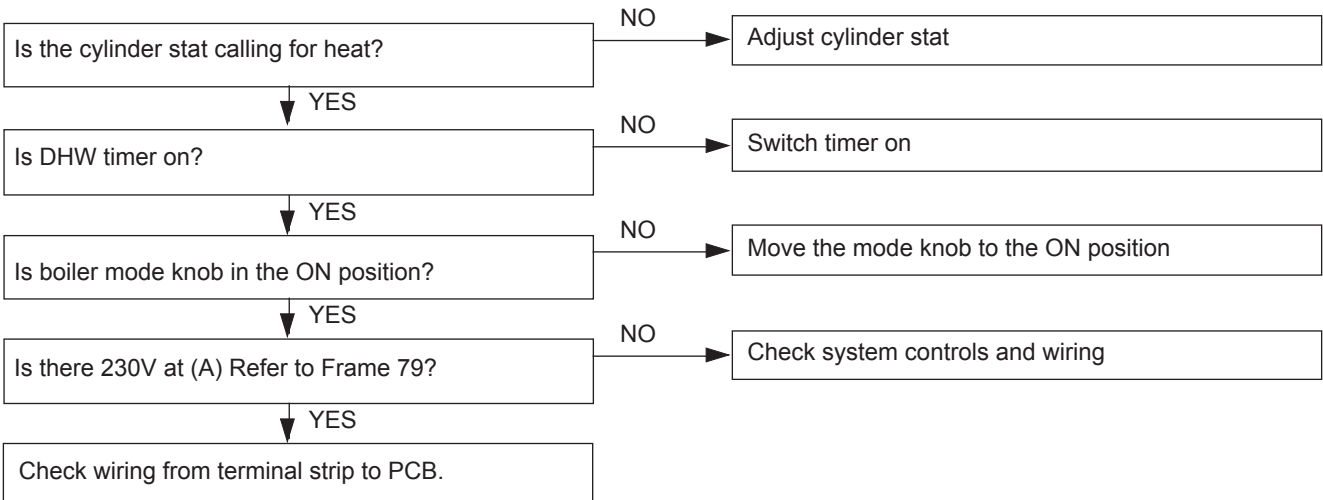 Is the cylinder stat calling for heat?
NO
Adjust cylinder stat
YES
Is DHW timer on?
NO
Switch timer on
YES
Is boiler mode knob in the ON position?
NO
Move the mode knob to the ON position
YES
Is there 230V at (A) Refer to Frame 79?
NO
Check system controls and wiring
YES
Check wiring from terminal strip to PCB.